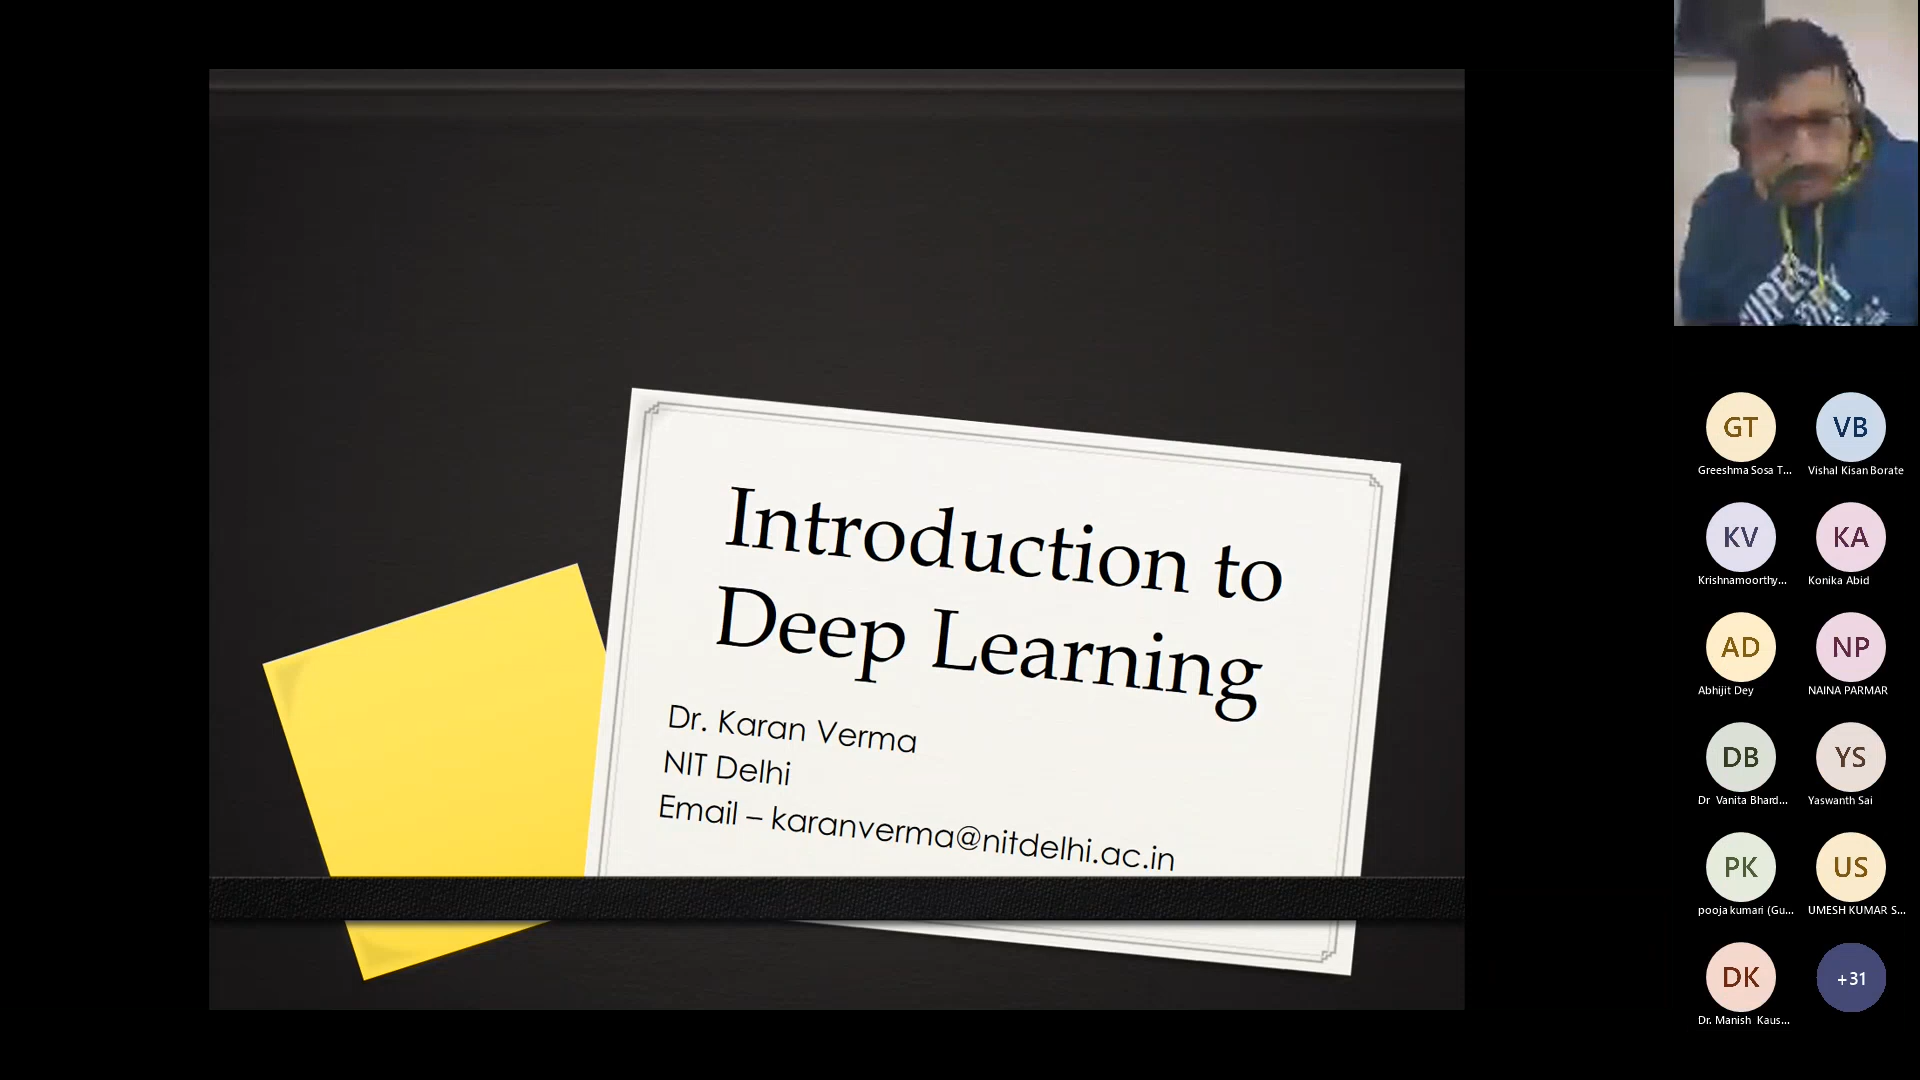 Introduction to
Deep Learning
Dr. Karan Verma
NIT Delhi
Email – karanverma@nitdelhi.ac.in
GT
Greeshma Sosa T...
VB
Vishal Kisan Borate
KV
Krishnamoorthy...
KA
Konika Abid
AD
Abhijit Dey
NP
NAINA PARMAR
DB
Dr Vanita Bhard...
YS
Yaswanth Sai
PK
pooja kumari (Gu...
US
UMESH KUMAR S...
DK
Dr. Manish Kaus...
+31